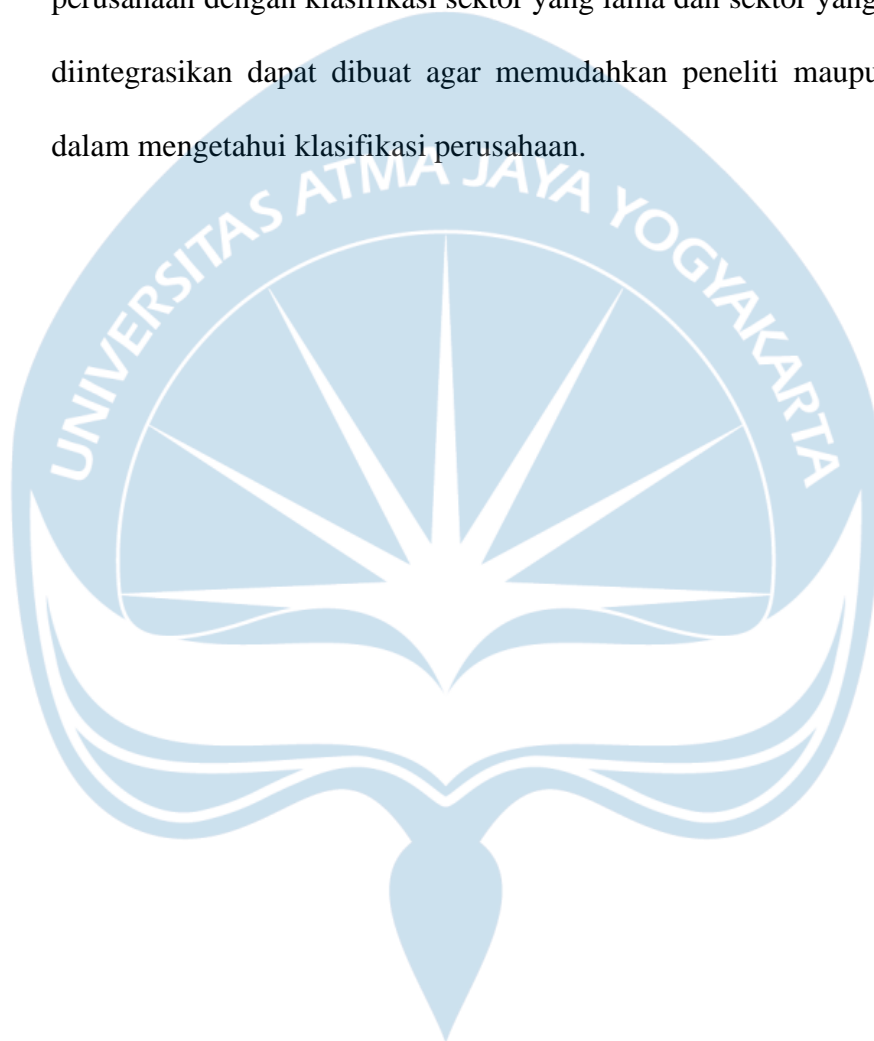 perusahaan dengan klasifikasi sektor yang lama dan sektor yang
diintegrasikan dapat dibuat agar memudahkan peneliti maupu
dalam mengetahui klasifikasi perusahaan.
UNIVERSITAS ATMA JAYA YOGYAKARTA